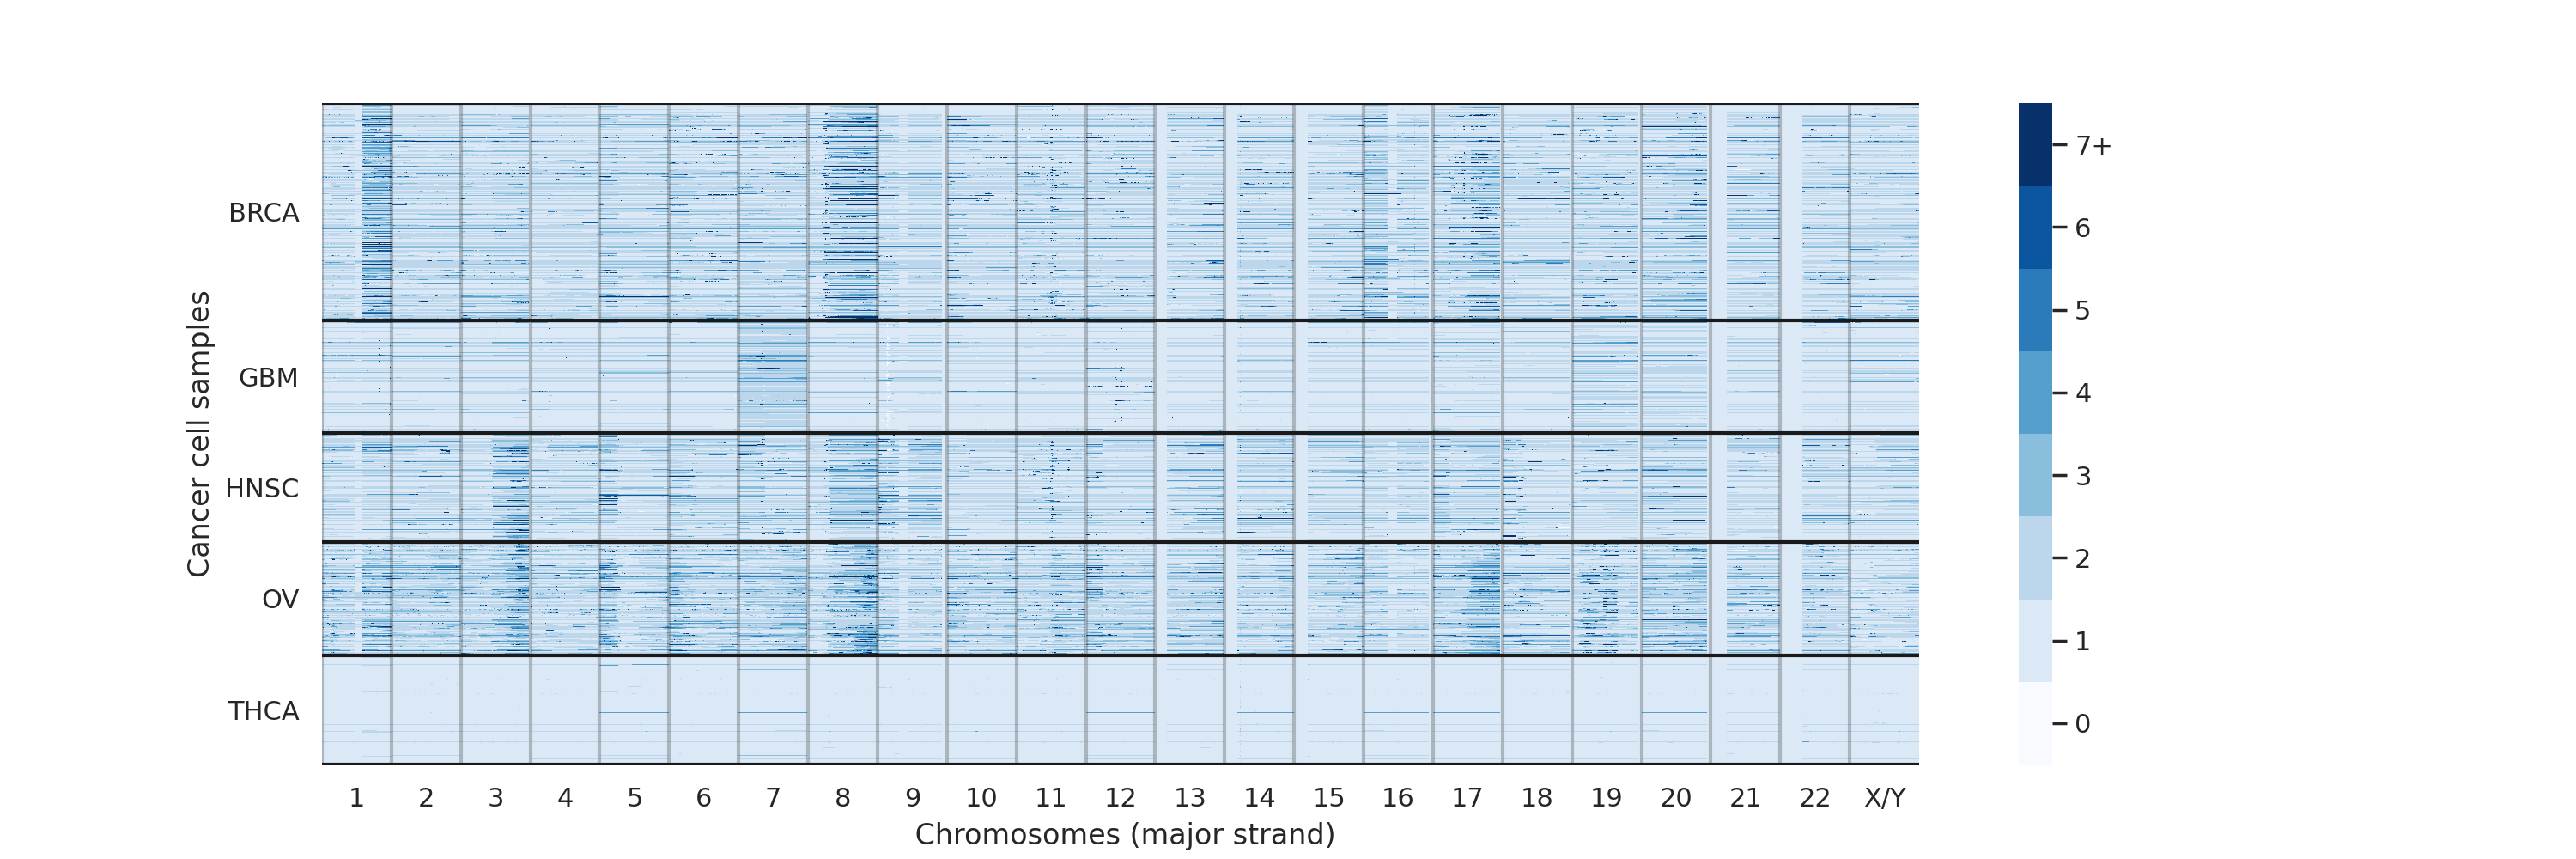 Cancer cell samples
BRCA
GBM
HNSC
OV
THCA
1 2 3 4 5 6 7 8 9 10 11 12 13 14 15 16 17 18 19 20 21 22 X/Y
Chromosomes (major strand)
7+
6
5
4
3
2
1
0